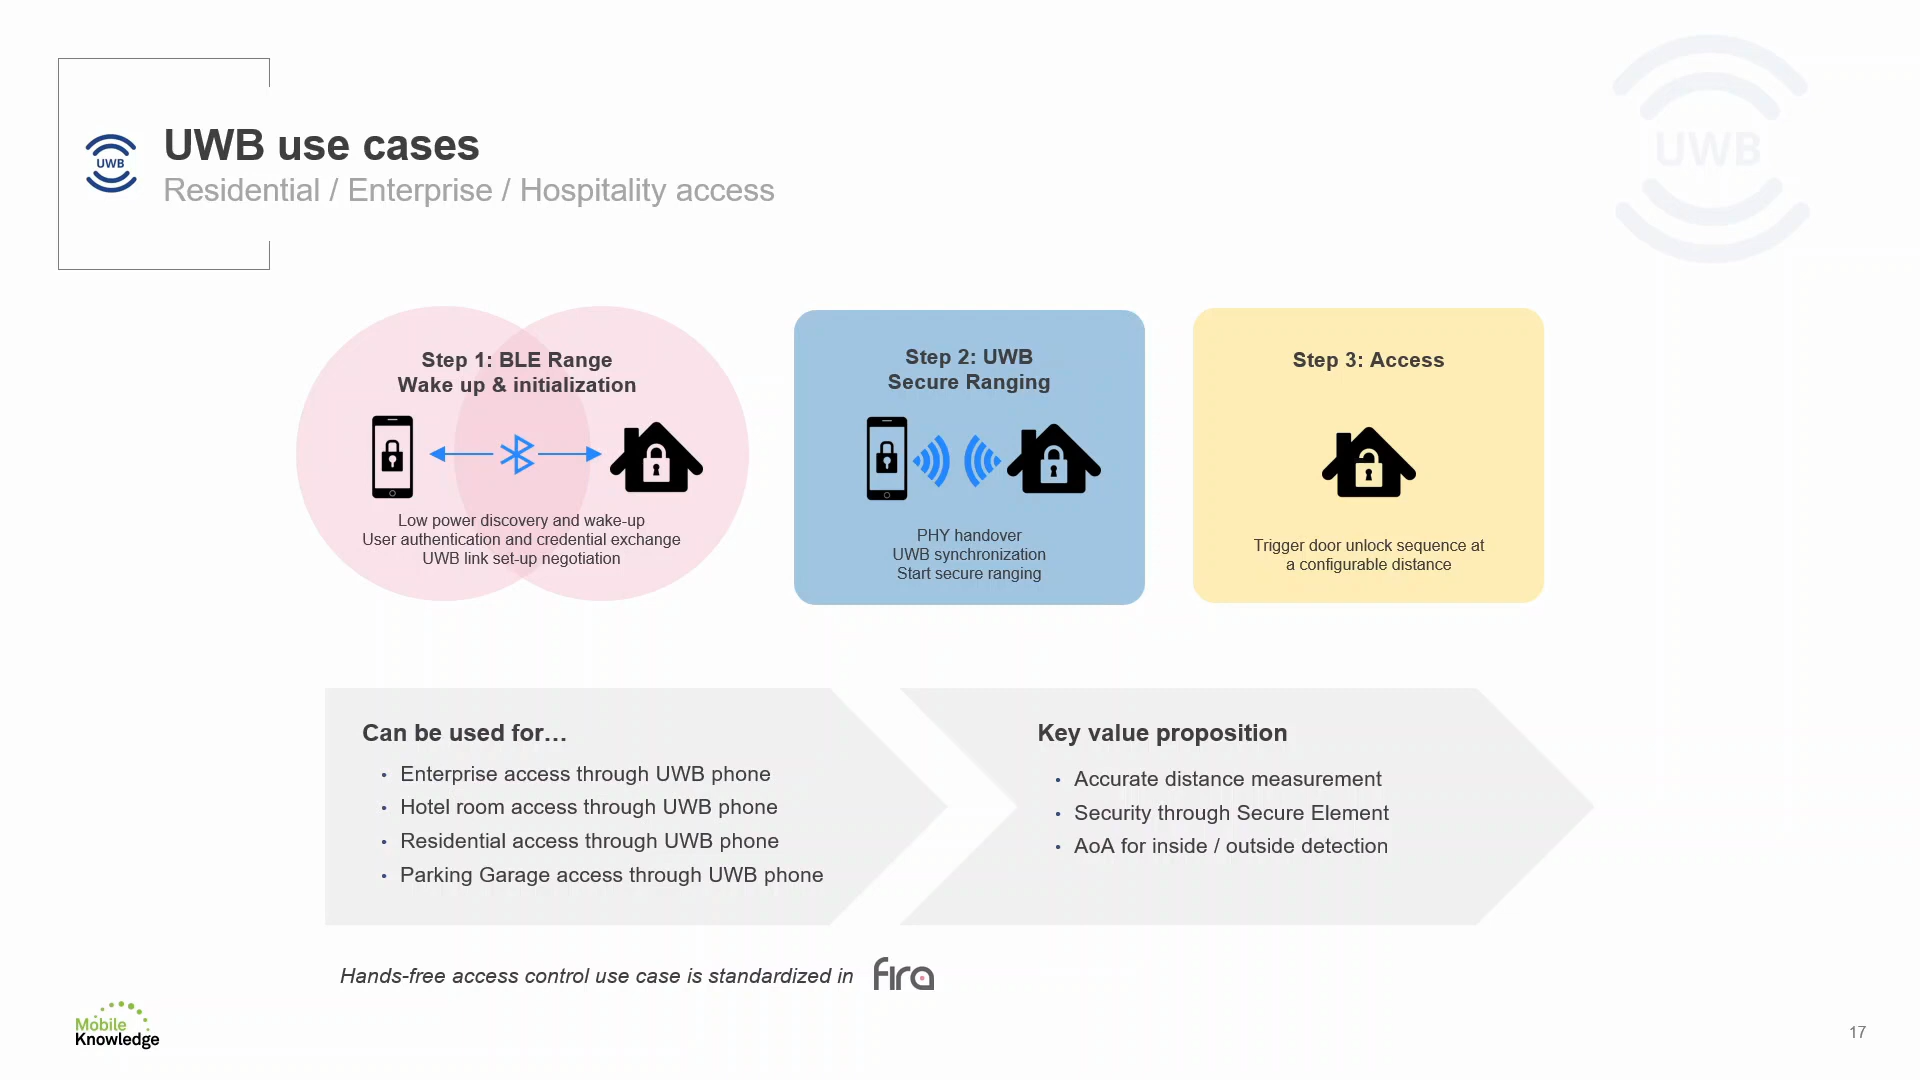 UWB
UWB use cases
Residential / Enterprise / Hospitality access
UWB
Step 1: BLE Range
Wake up & initialization
Low power discovery and wake-up
User authentication and credential exchange
UWB link set-up negotiation
Step 2: UWB
Secure Ranging
PHY handover
UWB synchronization
Start secure ranging
Step 3: Access
Trigger door unlock sequence at
a configurable distance
Can be used for…
• Enterprise access through UWB phone
• Hotel room access through UWB phone
• Residential access through UWB phone
• Parking Garage access through UWB phone
Key value proposition
• Accurate distance measurement
• Security through Secure Element
• AoA for inside / outside detection
Hands-free access control use case is standardized in fira
Mobile
Knowledge
17